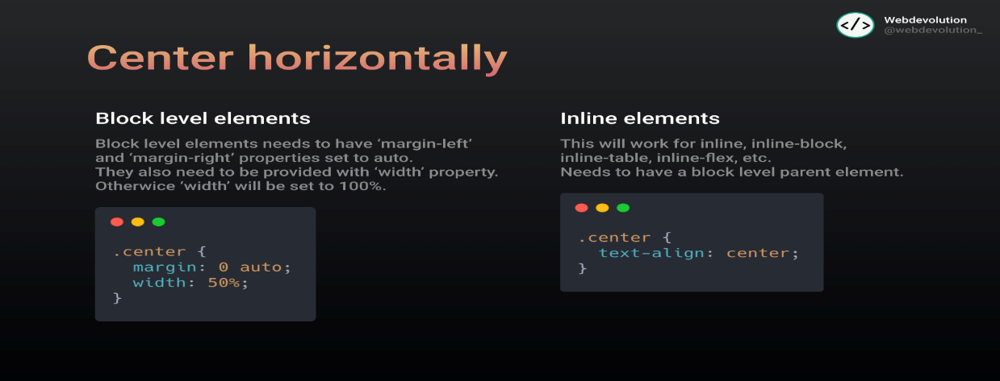 Webdevolution
@webdevolution_
Center horizontally
Block level elements
Block level elements needs to have ‘margin-left’
and ‘margin-right’ properties set to auto.
They also need to be provided with ‘width’ property.
Otherwice ‘width’ will be set to 100%.
.center {
  margin: 0 auto;
  width: 50%;
}
Inline elements
This will work for inline, inline-block,
inline-table, inline-flex, etc.
Needs to have a block level parent element.
.center {
  text-align: center;
}